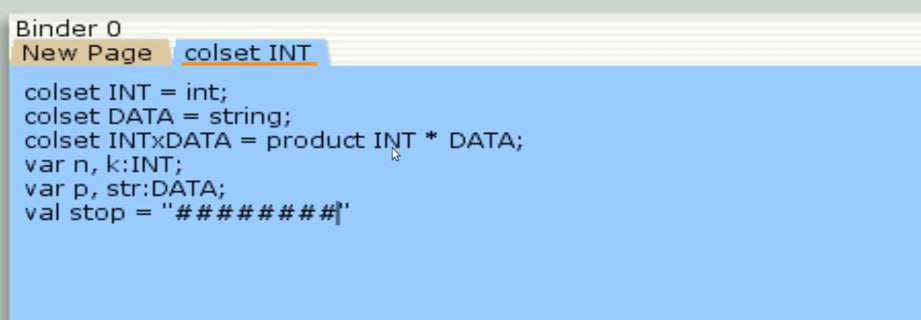 Binder 0
New Page colset INT
colset INT = int;
colset DATA = string;
colset INTxDATA = product INT * DATA;
var n, k:INT;
var p, str:DATA;
val stop = "########"